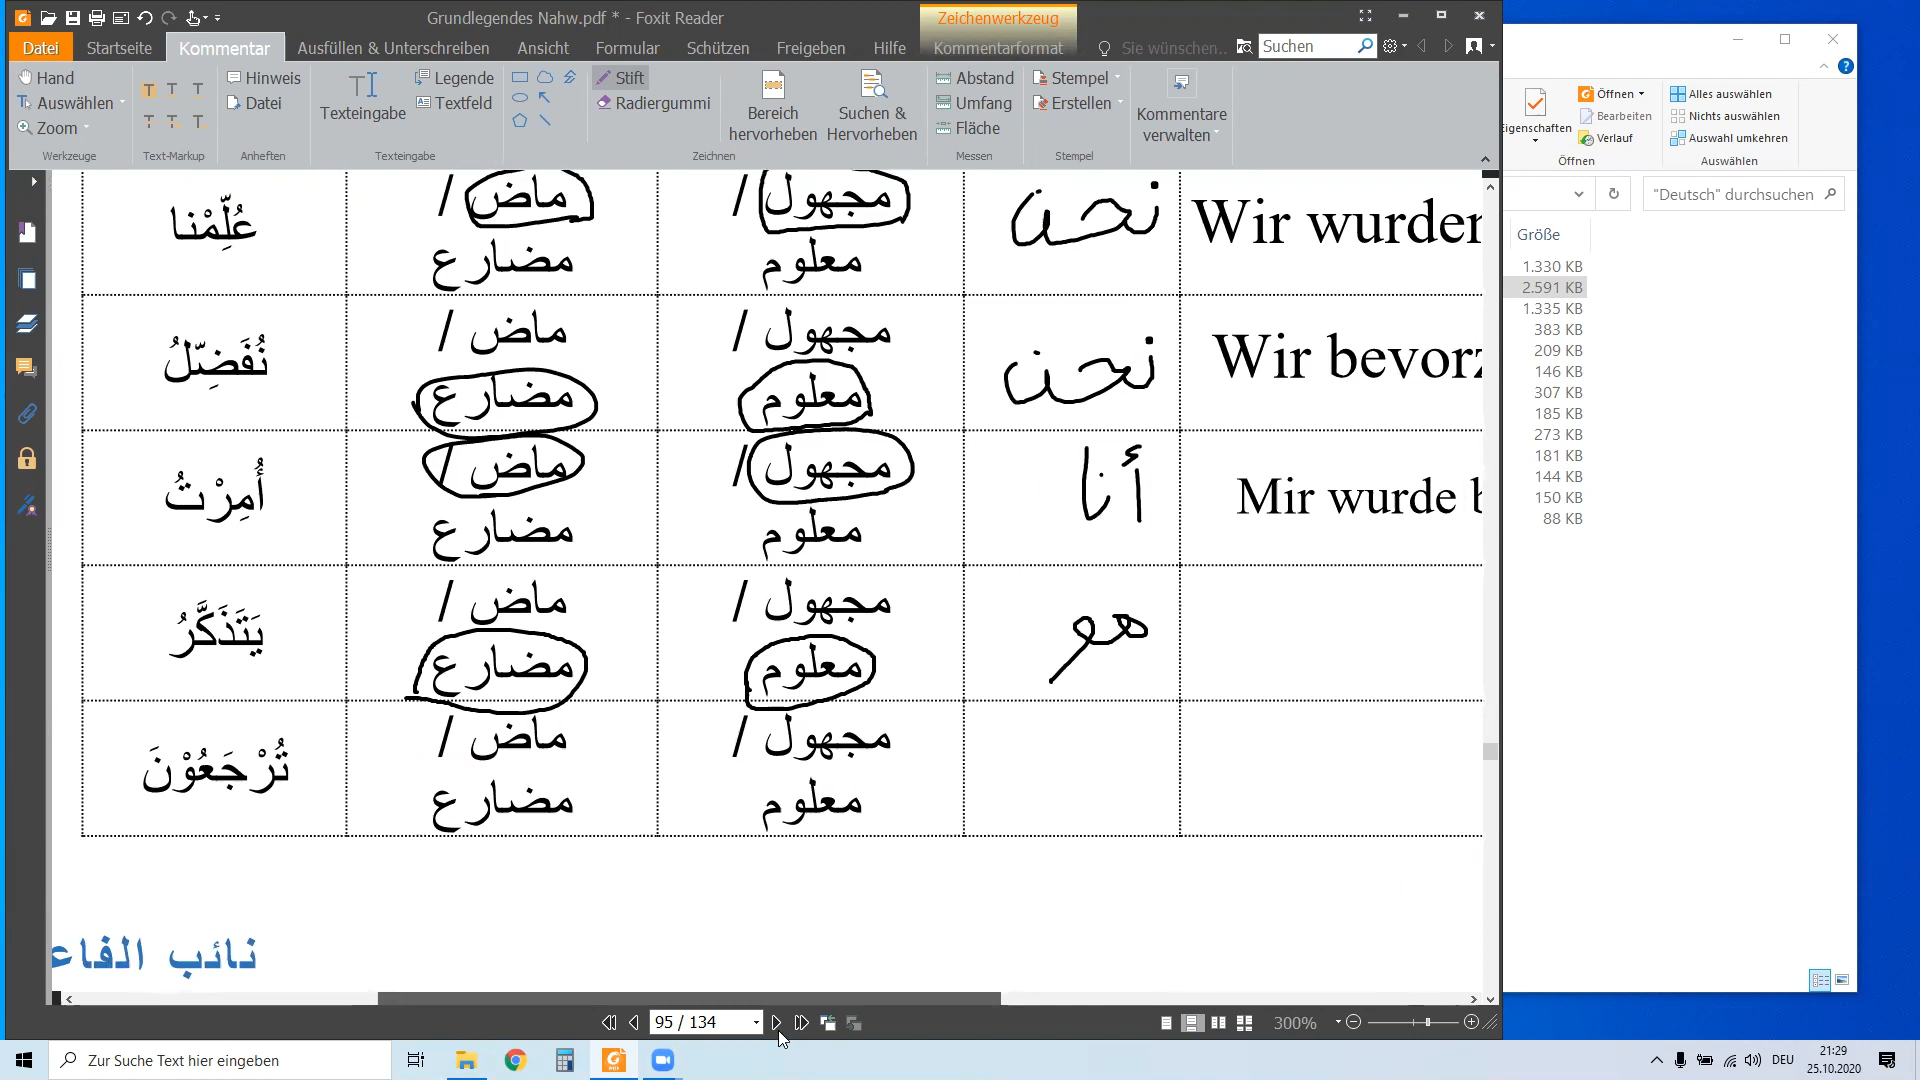 Grundlegendes Nahw.pdf * - Foxit Reader
Zeichenwerkzeug
Datei Startseite Kommentar Ausfüllen & Unterschreiben Ansicht Formular Schützen Freigeben Hilfe Kommentarformat Sie wünschen.. Suchen
Hand
Auswählen
Zoom
Werkzeuge
Text-Markup
Hinweis
Datei
Anheften
Texteingabe
Legende
Textfeld
Texteingabe
Stift
Radiergummi
Bereich hervorheben
Suchen & Hervorheben
Zeichnen
Abstand
Umfang
Fläche
Messen
Stempel
Erstellen
Stempel
Kommentare verwalten
عُلِّمْنا
ماض /
مضارع
مجهول /
معلوم
نحن
Wir wurden
نُفَضِّلُ
ماض /
مضارع
مجهول /
معلوم
نحن
Wir bevorz
أُمِرْتُ
ماض /
مضارع
مجهول /
معلوم
أنا
Mir wurde b
يَتَذَكَّرُ
ماض /
مضارع
مجهول /
معلوم
هو
تُرْجَعُوْنَ
ماض /
مضارع
مجهول /
معلوم
نائب الفاع
95 / 134
300%
Eigenschaften
Öffnen
Bearbeiten
Verlauf
Öffnen
Alles auswählen
Nichts auswählen
Auswahl umkehren
Auswählen
"Deutsch" durchsuchen
Größe
1.330 KB
2.591 KB
1.335 KB
383 KB
209 KB
146 KB
307 KB
185 KB
273 KB
181 KB
144 KB
150 KB
88 KB
Zur Suche Text hier eingeben
DEU
21:29
25.10.2020